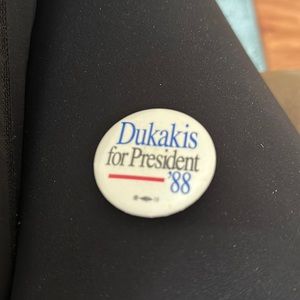 Dukakis
for President
'88